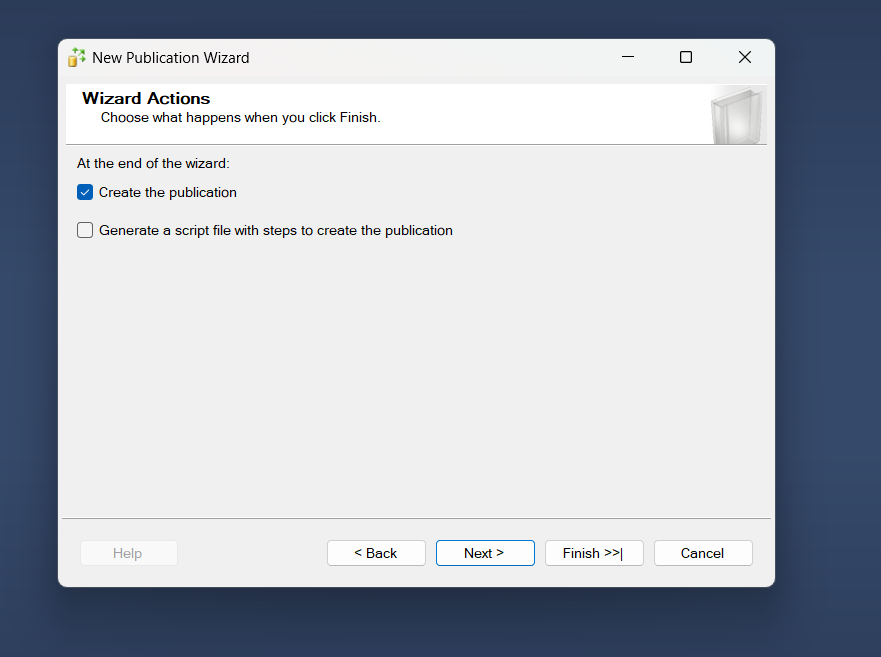 New Publication Wizard
Wizard Actions
Choose what happens when you click Finish.
At the end of the wizard:
Create the publication
Generate a script file with steps to create the publication
Help
< Back
Next >
Finish >>|
Cancel